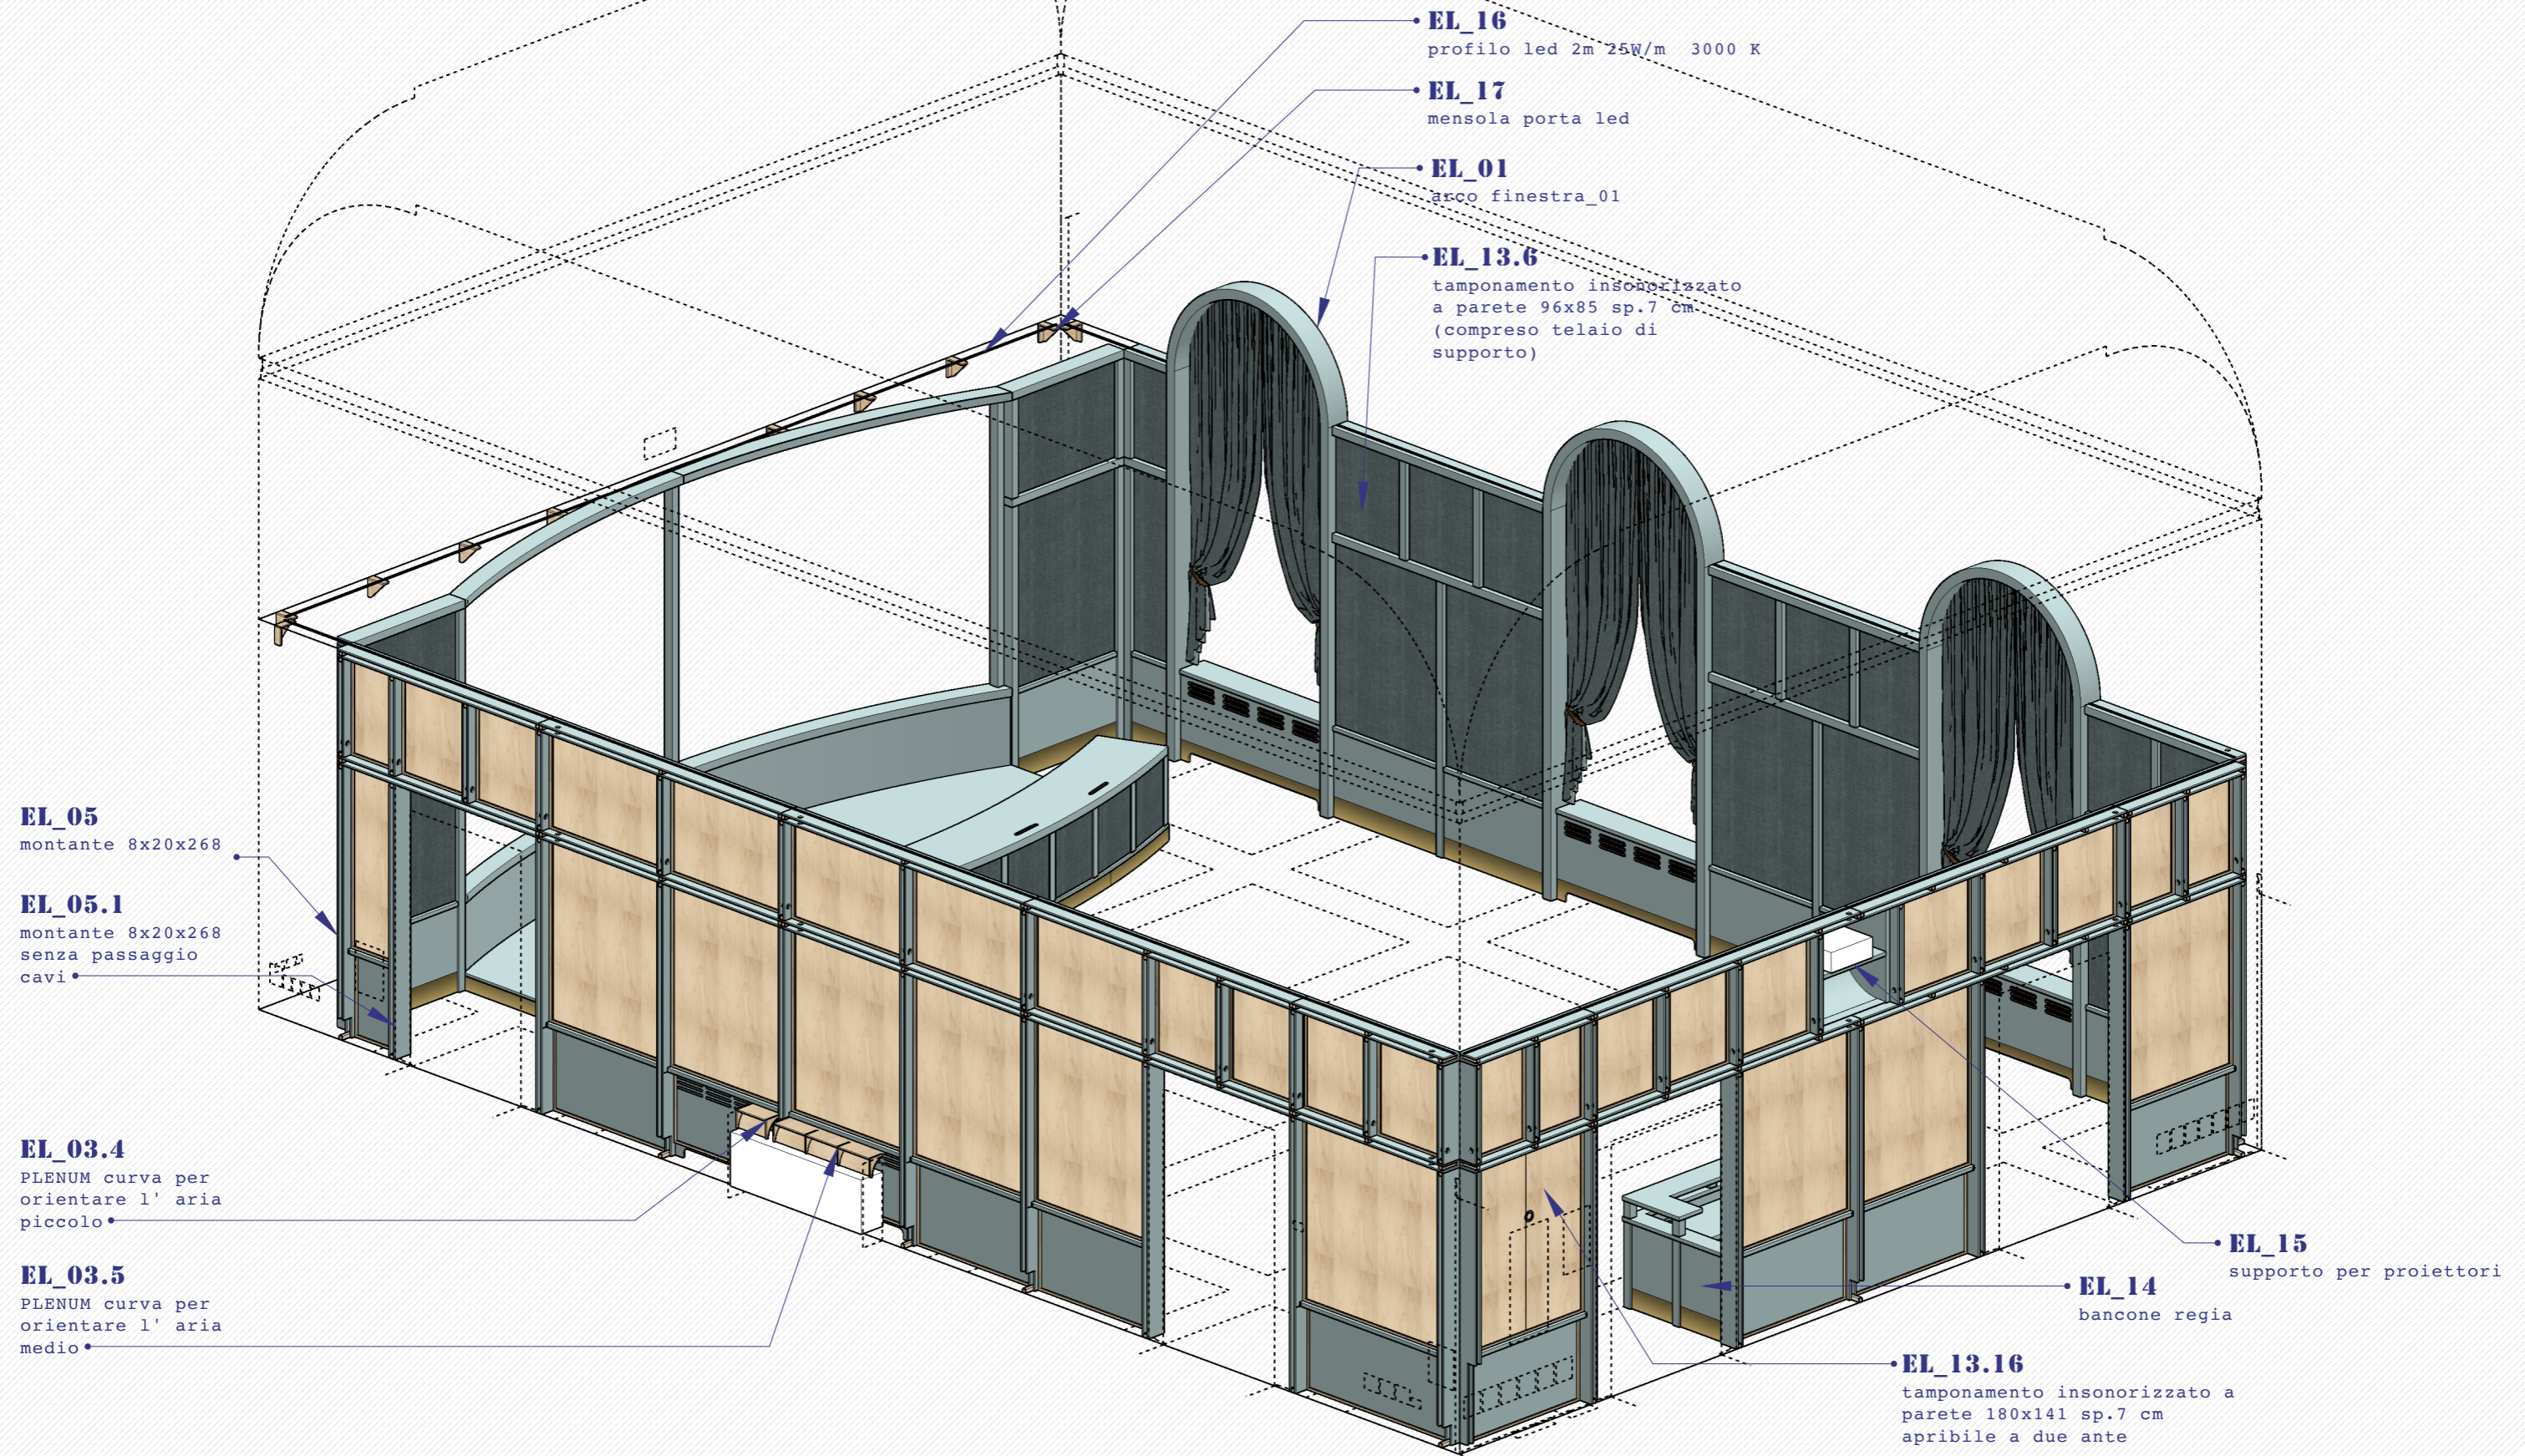 EL_16
profilo led 2m 25W/m  3000 K
EL_17
mensola porta led
EL_01
arco finestra_01
EL_13.6
tamponamento insonorizzato
a parete 96x85 sp.7 cm
(compreso telaio di
supporto)
EL_05
montante 8x20x268
EL_05.1
montante 8x20x268
senza passaggio
cavi
EL_03.4
PLENUM curva per
orientare l' aria
piccolo
EL_03.5
PLENUM curva per
orientare l' aria
medio
EL_15
supporto per proiettori
EL_14
bancone regia
EL_13.16
tamponamento insonorizzato a
parete 180x141 sp.7 cm
apribile a due ante